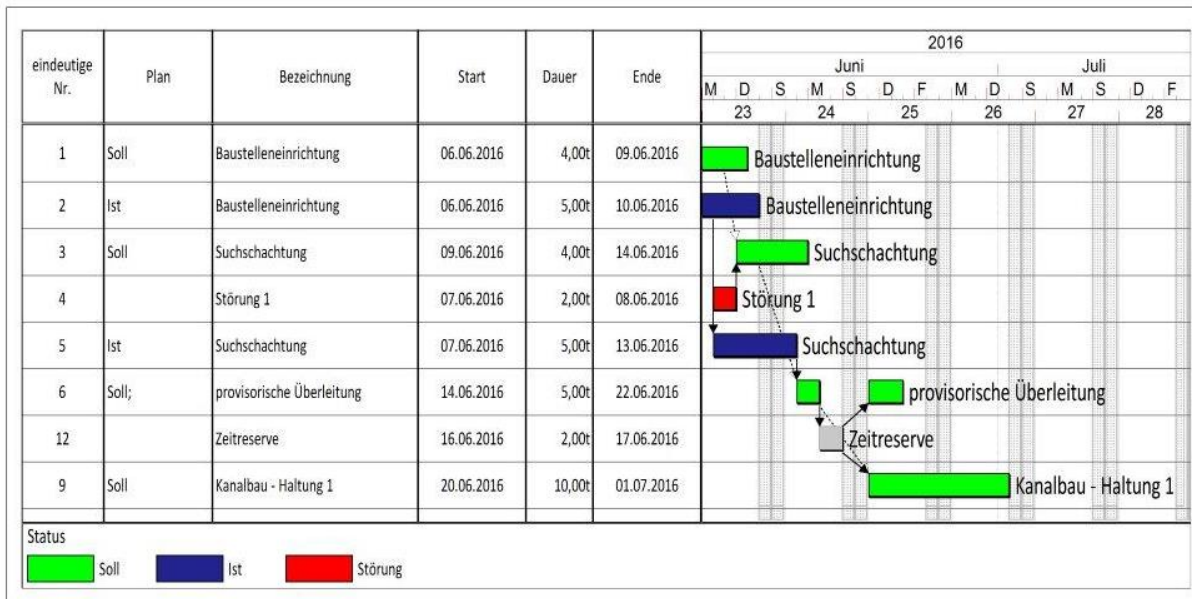 2016
Juni Juli
eindeutige Nr. Plan Bezeichnung Start Dauer Ende
M D S M S D F M D S M S D F
23 24 25 26 27 28
1 Soll Baustelleneinrichtung 06.06.2016 4,00t 09.06.2016 Baustelleneinrichtung
2 Ist Baustelleneinrichtung 06.06.2016 5,00t 10.06.2016 Baustelleneinrichtung
3 Soll Suchschachtung 09.06.2016 4,00t 14.06.2016 Suchschachtung
4 Störung 1 07.06.2016 2,00t 08.06.2016 Störung 1
5 Ist Suchschachtung 07.06.2016 5,00t 13.06.2016 Suchschachtung
6 Soll; provisorische Überleitung 14.06.2016 5,00t 22.06.2016 provisorische Überleitung
12 Zeitreserve 16.06.2016 2,00t 17.06.2016 Zeitreserve
9 Soll Kanalbau - Haltung 1 20.06.2016 10,00t 01.07.2016 Kanalbau - Haltung 1
Status
Soll Ist Störung